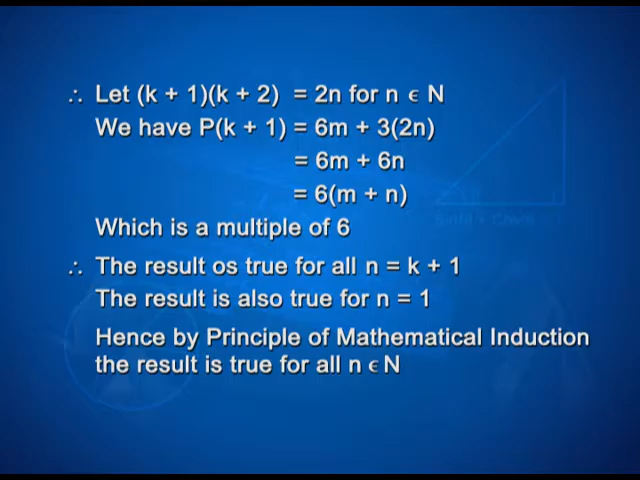 ∴ Let (k + 1)(k + 2) = 2n for n ϵ N
We have P(k + 1) = 6m + 3(2n)
= 6m + 6n
= 6(m + n)
Which is a multiple of 6
∴ The result os true for all n = k + 1
The result is also true for n = 1
Hence by Principle of Mathematical Induction
the result is true for all n ϵ N